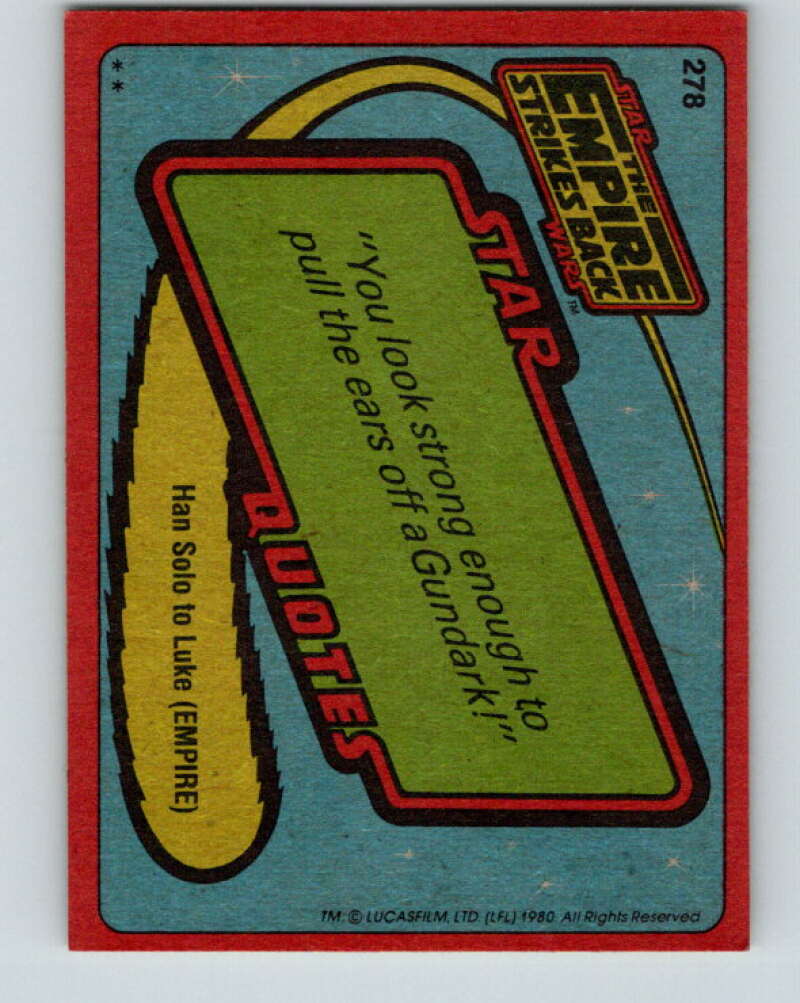 278
STAR
THE
EMPIRE
STRIKES BACK
WARS™
STAR
"You look strong enough to
pull the ears off a Gundark!"
QUOTES
Han Solo to Luke (EMPIRE)
TM: © LUCASFILM, LTD. (LFL) 1980. All Rights Reserved
**